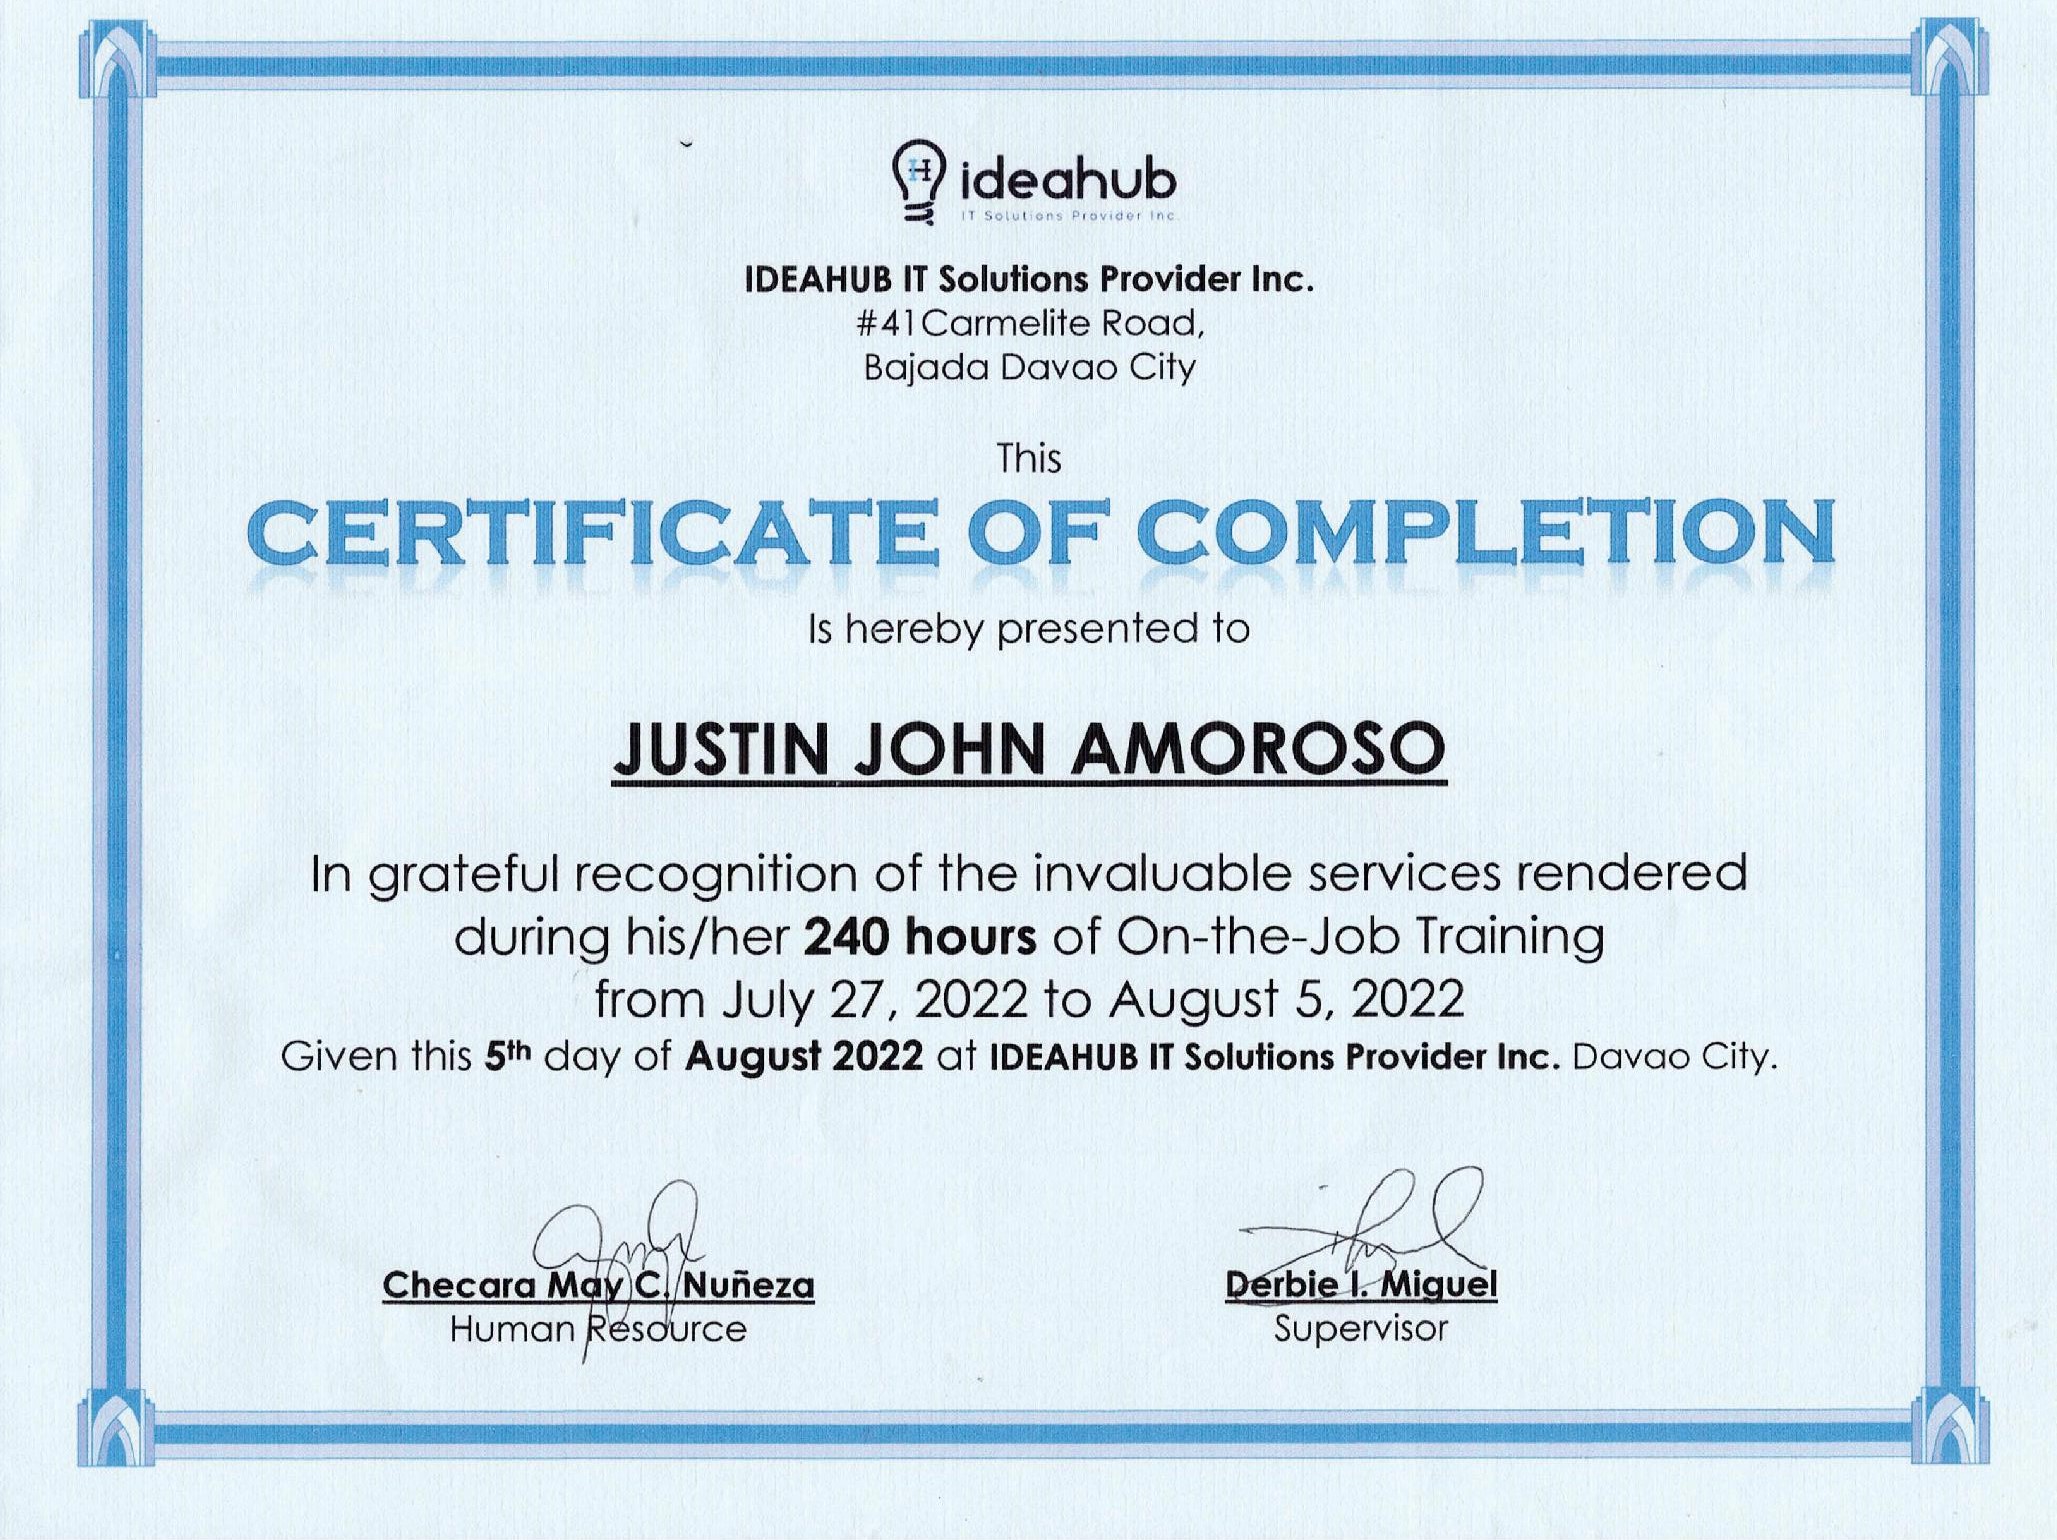 H ideahub
IT Solutions Provider Inc.
IDEAHUB IT Solutions Provider Inc.
#41 Carmelite Road,
Bajada Davao City
This
CERTIFICATE OF COMPLETION
Is hereby presented to
JUSTIN JOHN AMOROSO
In grateful recognition of the invaluable services rendered
during his/her 240 hours of On-the-Job Training
from July 27, 2022 to August 5, 2022
Given this 5th day of August 2022 at IDEAHUB IT Solutions Provider Inc. Davao City.
Checara May C. Nuñeza
Human Resource
Derbie I. Miguel
Supervisor